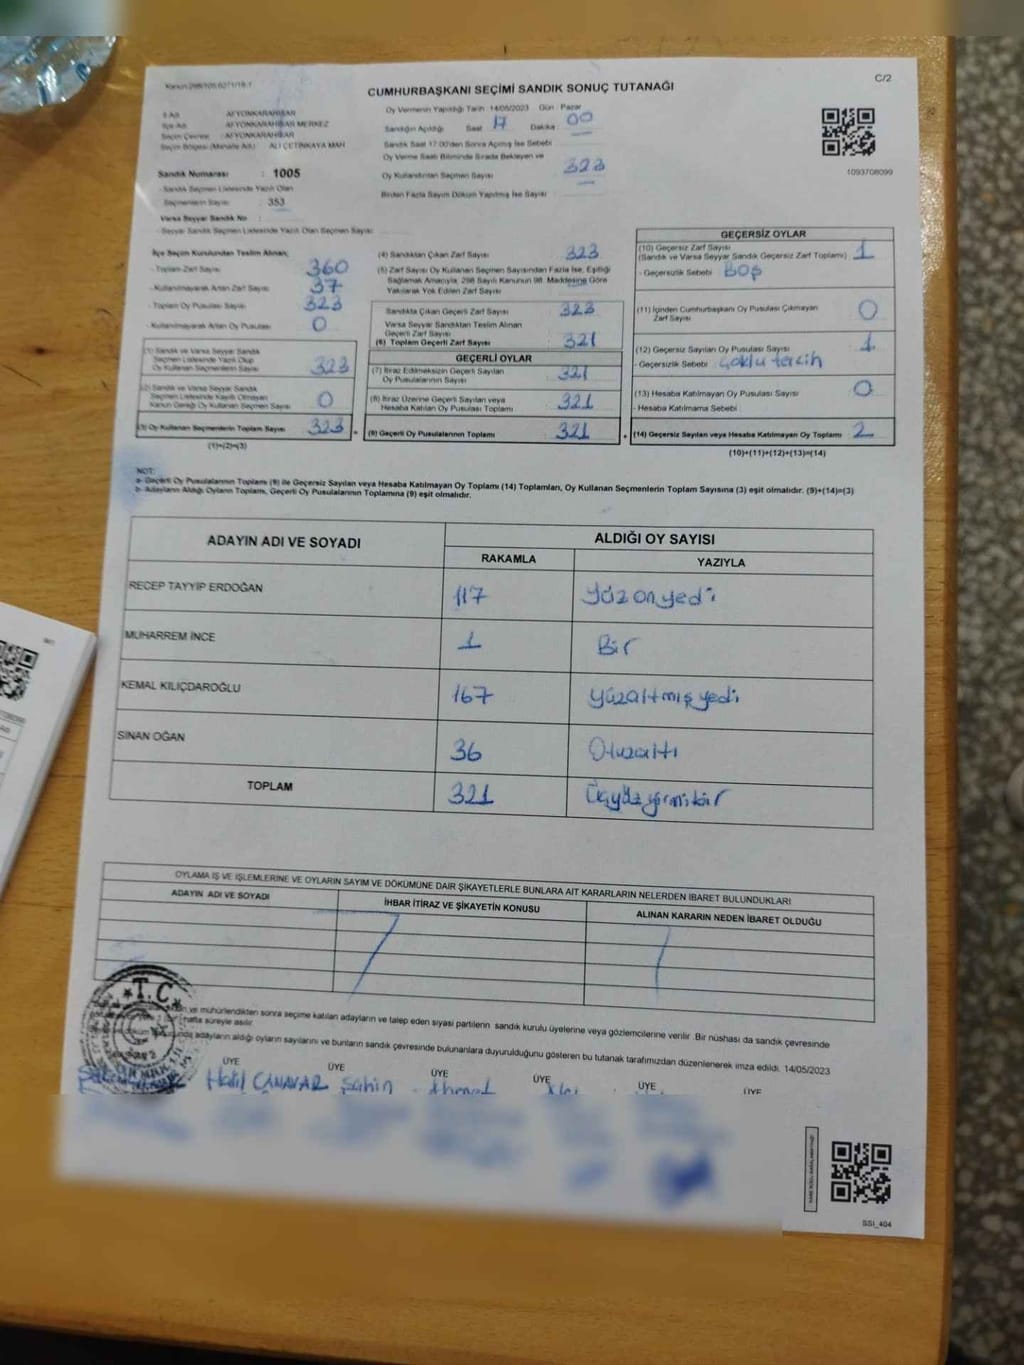 C/2
CUMHURBAŞKANI SEÇİMİ SANDIK SONUÇ TUTANAĞI
İl Adı : AFYONKARAHİSAR
İlçe Adı : AFYONKARAHİSAR MERKEZ
Seçim Çevresi : AFYONKARAHİSAR
Seçim Bölgesi (Mahalle Adı) : ALİ ÇETİNKAYA MAH
Sandık Numarası : 1005
Sandık Seçmen Listesinde Yazılı Olan
Seçmenlerin Sayısı : 353
Varsa Seyyar Sandık No :
- Seyyar Sandık Seçmen Listesinde Yazılı Olan Seçmen Sayısı:
Oy Vermenin Yapıldığı Tarih : 14/05/2023 Gün : Pazar
Sandığın Açıldığı Saat 17 Dakika 00
Sandık Saat 17:00'den Sonra Açılmış İse Sebebi
Oy Verme Saati Bitiminde Sırada Bekleyen ve
Oy Kullandırılan Seçmen Sayısı 323
Birden Fazla Sayım Döküm Yapılmış İse Sayısı
1093708099
İlçe Seçim Kurulundan Teslim Alınan;
- Toplam Zarf Sayısı 360
- Kullanılmayarak Artan Zarf Sayısı 37
- Toplam Oy Pusulası Sayısı 323
- Kullanılmayarak Artan Oy Pusulası 0
(1) Sandık ve Varsa Seyyar Sandık
Seçmen Listesinde Yazılı Olup
Oy Kullanan Seçmenlerin Sayısı 323
(2) Sandık ve Varsa Seyyar Sandık
Seçmen Listesinde Kayıtlı Olmayan
Kanun Gereği Oy Kullanan Seçmen Sayısı 0
(3) Oy Kullanan Seçmenlerin Toplam Sayısı 323
(1)+(2)=(3)
(4) Sandıktan Çıkan Zarf Sayısı 323
(5) Zarf Sayısı Oy Kullanan Seçmen Sayısından Fazla İse, Eşitliği
Sağlamak Amacıyla, 298 Sayılı Kanunun 98. Maddesine Göre
Yakılarak Yok Edilen Zarf Sayısı
Sandıkta Çıkan Geçerli Zarf Sayısı 323
Varsa Seyyar Sandıktan Teslim Alınan
Geçerli Zarf Sayısı
(6) Toplam Geçerli Zarf Sayısı 321
GEÇERLİ OYLAR
(7) İtiraz Edilmeksizin Geçerli Sayılan
Oy Pusulalarının Sayısı 321
(8) İtiraz Üzerine Geçerli Sayılan veya
Hesaba Katılan Oy Pusulası Toplamı 321
(9) Geçerli Oy Pusulalarının Toplamı 321
GEÇERSİZ OYLAR
(10) Geçersiz Zarf Sayısı
(Sandık ve Varsa Seyyar Sandık Geçersiz Zarf Toplamı) 1
- Geçersizlik Sebebi BOŞ
(11) İçinden Cumhurbaşkanı Oy Pusulası Çıkmayan
Zarf Sayısı 0
(12) Geçersiz Sayılan Oy Pusulası Sayısı 1
- Geçersizlik Sebebi Çoklu tercih
(13) Hesaba Katılmayan Oy Pusulası Sayısı 0
- Hesaba Katılmama Sebebi
(14) Geçersiz Sayılan veya Hesaba Katılmayan Oy Toplamı 2
(10)+(11)+(12)+(13)=(14)
NOT:
a- Geçerli Oy Pusulalarının Toplamı (9) ile Geçersiz Sayılan veya Hesaba Katılmayan Oy Toplamı (14) Toplamları, Oy Kullanan Seçmenlerin Toplam Sayısına (3) eşit olmalıdır. (9)+(14)=(3)
b- Adayların Aldığı Oyların Toplamı, Geçerli Oy Pusulalarının Toplamına (9) eşit olmalıdır.
ADAYIN ADI VE SOYADI
ALDIĞI OY SAYISI
RAKAMLA YAZIYLA
RECEP TAYYİP ERDOĞAN 117 Yüzonyedi
MUHARREM İNCE 1 Bir
KEMAL KILIÇDAROĞLU 167 yüzaltmışyedi
SİNAN OĞAN 36 Otuzaltı
TOPLAM 321 Üçyüzyirmibir
OYLAMA İŞ VE İŞLEMLERİNE VE OYLARIN SAYIM VE DÖKÜMÜNE DAİR ŞİKAYETLERLE BUNLARA AİT KARARLARIN NELERDEN İBARET BULUNDUKLARI
ADAYIN ADI VE SOYADI İHBAR İTİRAZ VE ŞİKAYETİN KONUSU ALINAN KARARIN NEDEN İBARET OLDUĞU
T.C.
ve mühürlendikten sonra seçime katılan adayların ve talep eden siyasi partilerin sandık kurulu üyelerine veya gözlemcilerine verilir. Bir nüshası da sandık çevresinde
hafta süreyle asılır.
adayların aldığı oyların sayılarını ve bunların sandık çevresinde bulunanlara duyurulduğunu gösteren bu tutanak tarafımızdan düzenlenerek imza edildi. 14/05/2023
ÜYE ÜYE ÜYE ÜYE ÜYE ÜYE
Halil CANAVAR Şahin Ahmet
SSI_404